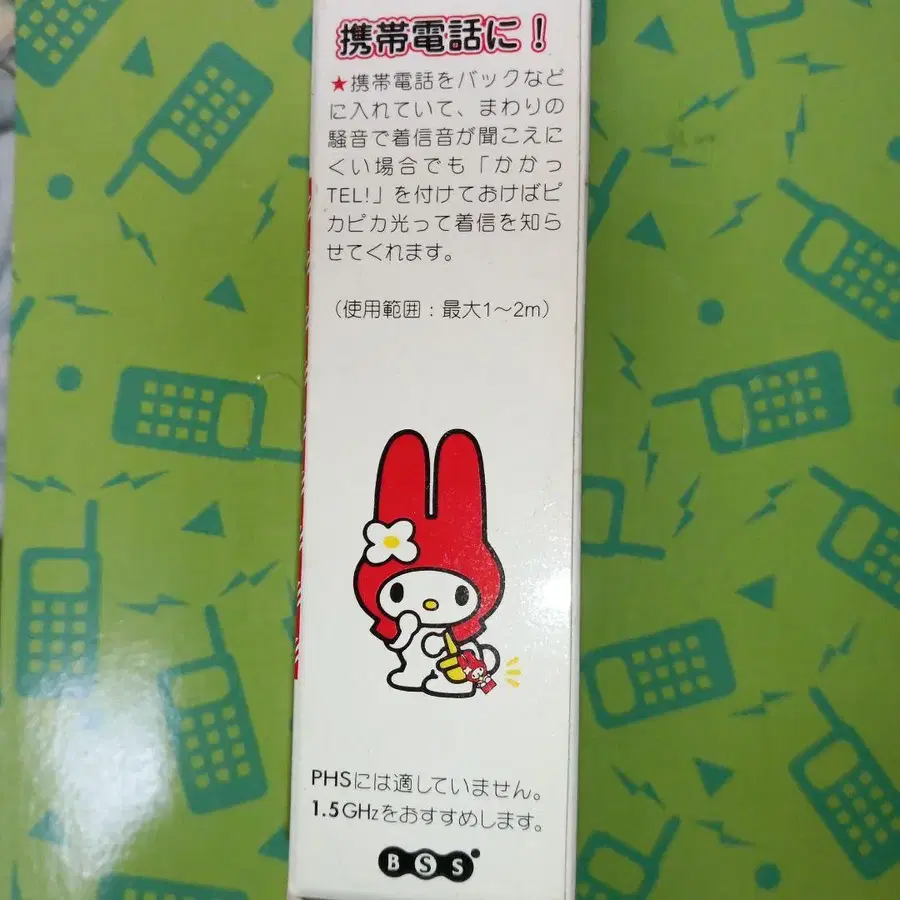 携帯電話に！
★携帯電話をバックなど
に入れていて、まわりの
騒音で着信音が聞こえに
くい場合でも「かかっ
TEL!」を付けておけばピ
カピカ光って着信を知ら
せてくれます。
（使用範囲：最大1〜2m）
PHSには適していません。
1.5GHzをおすすめします。
BSS